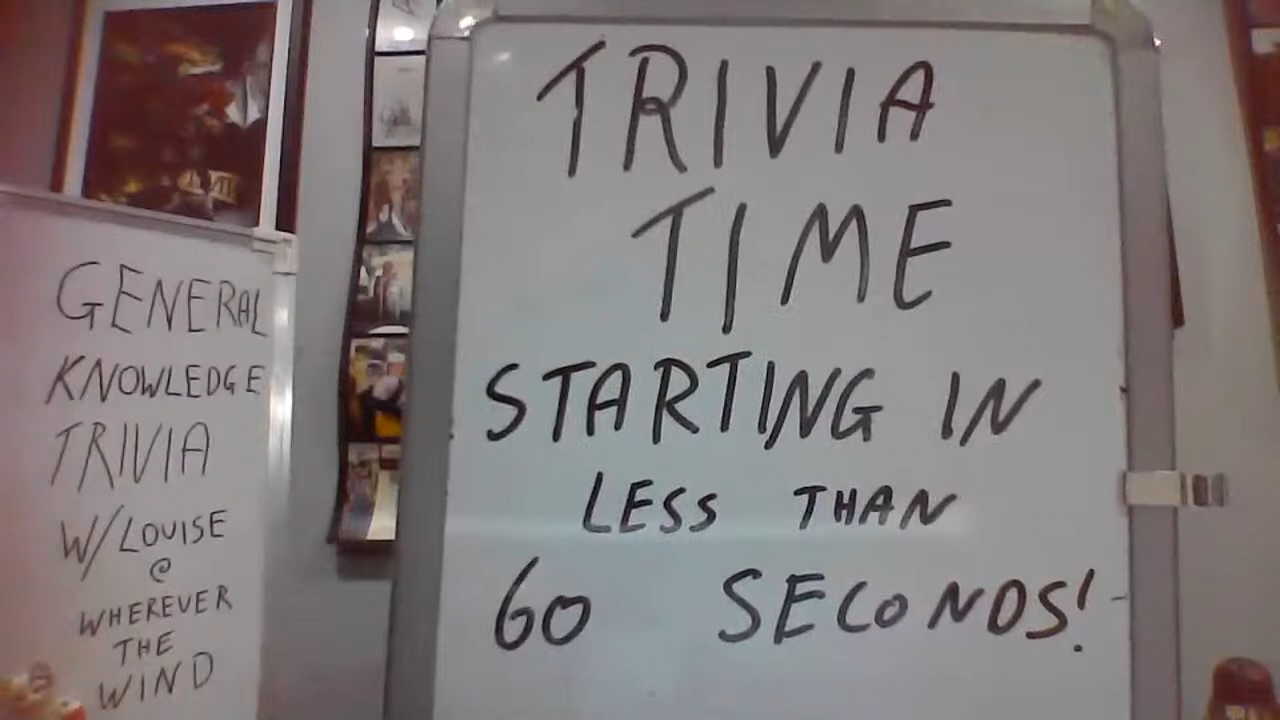 GENERAL
KNOWLEDGE
TRIVIA
W/LOUISE
@
WHEREVER
THE
WIND
TRIVIA
TIME
STARTING IN
LESS THAN
60 SECONDS!